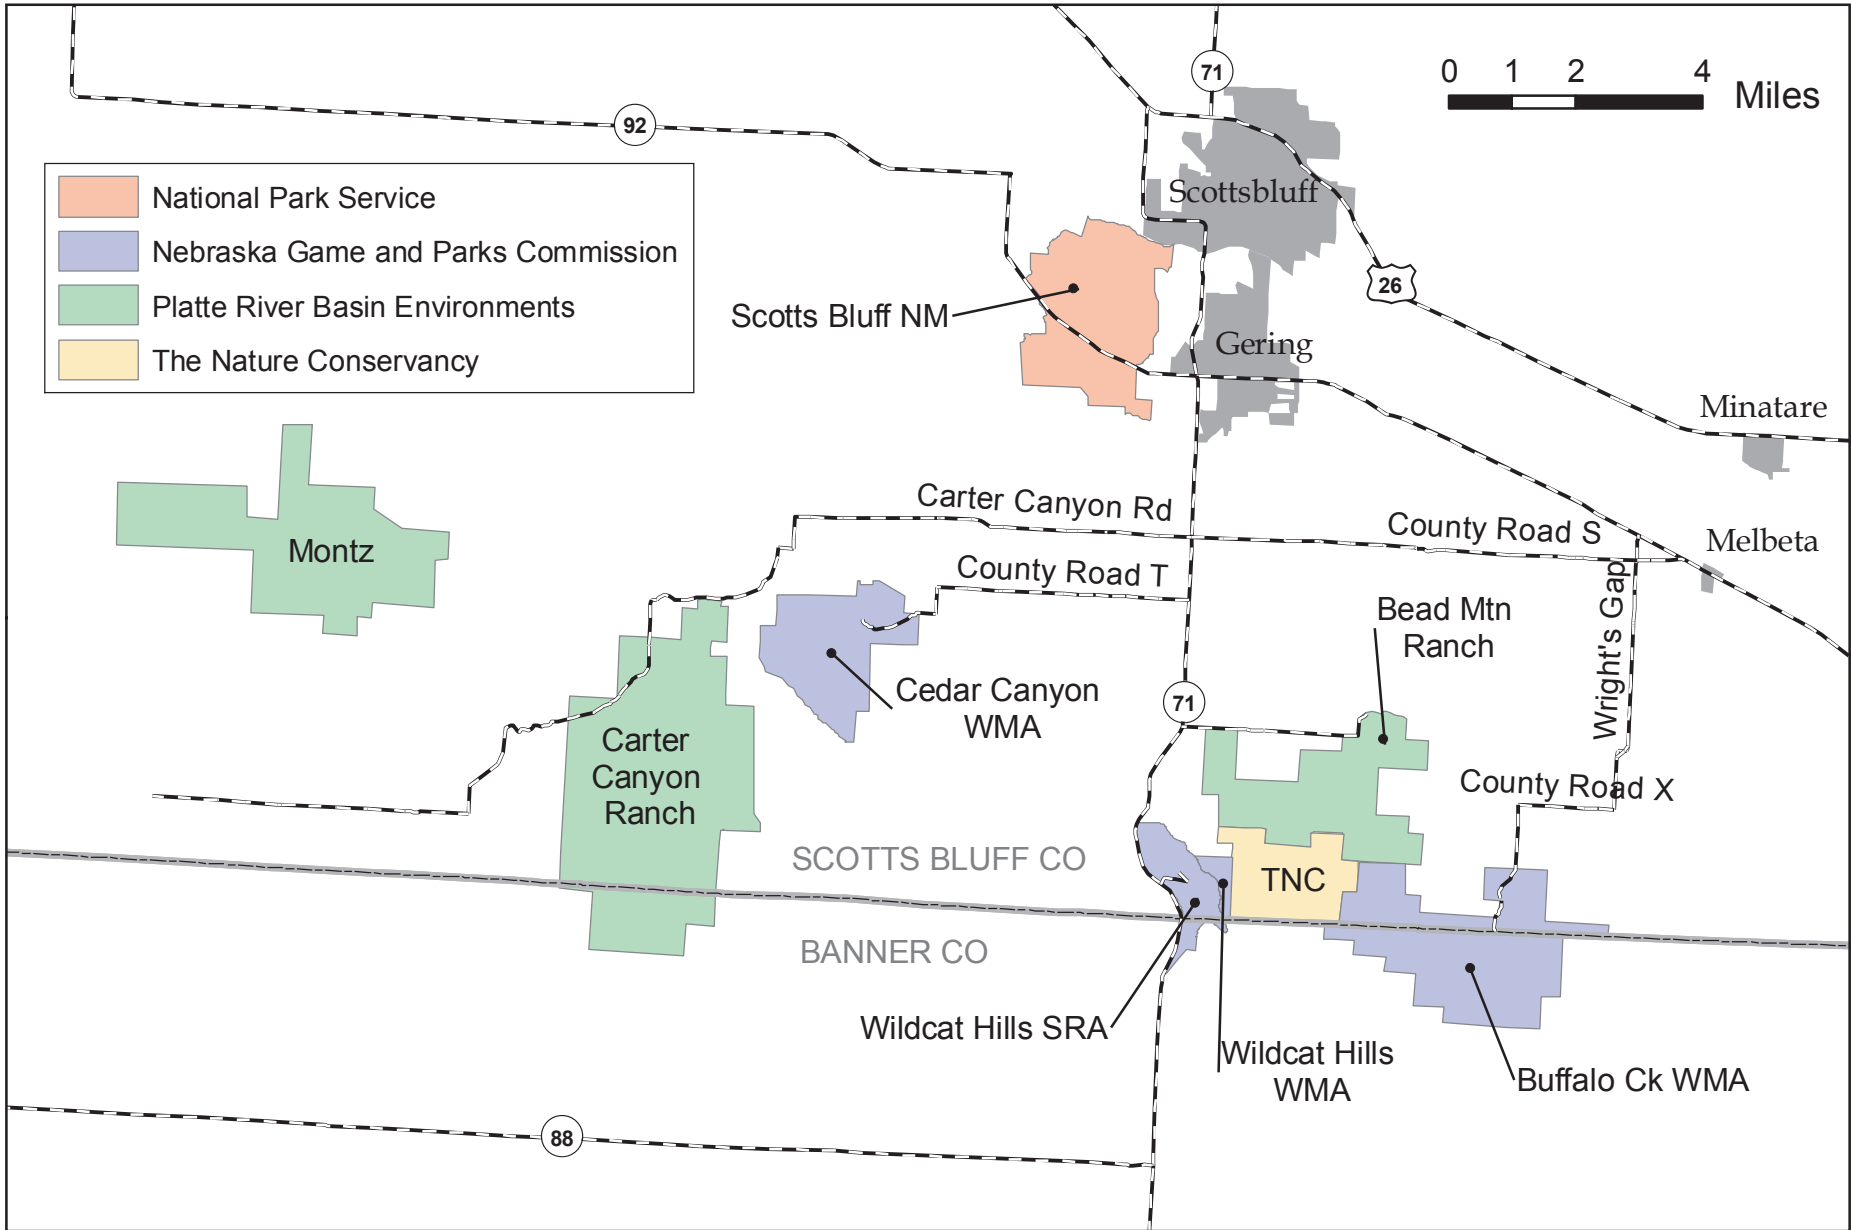 71
0 1 2 4
Miles
92
National Park Service
Nebraska Game and Parks Commission
Platte River Basin Environments
The Nature Conservancy
Scottsbluff
26
Scotts Bluff NM
Gering
Minatare
Carter Canyon Rd
County Road S
Melbeta
Montz
County Road T
Wright's Gap
Bead Mtn
Ranch
Cedar Canyon
WMA
71
Carter
Canyon
Ranch
County Road X
SCOTTS BLUFF CO
TNC
BANNER CO
Wildcat Hills SRA
Wildcat Hills
WMA
Buffalo Ck WMA
88